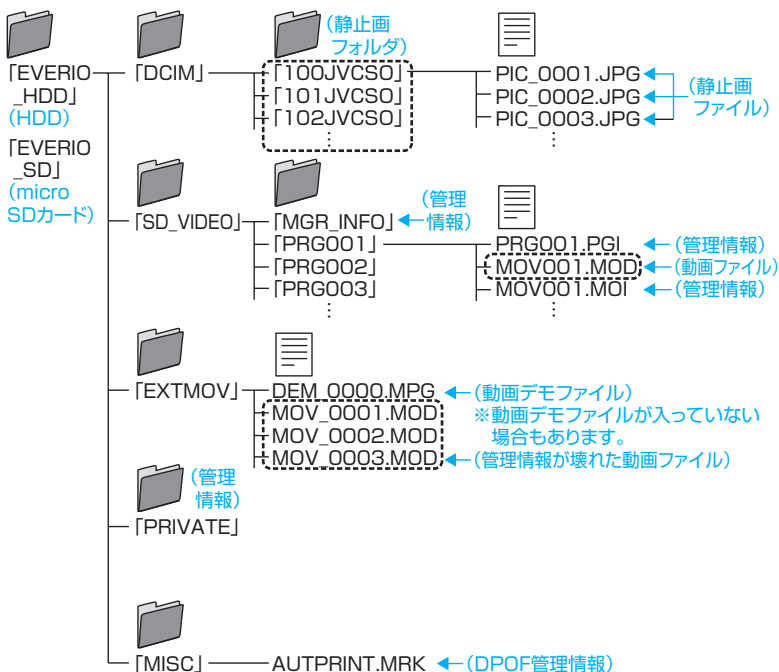 (静止画
フォルダ)
「EVERIO
_HDD」
(HDD)
「EVERIO
_SD」
(micro
SDカード)
「DCIM」
「100JVCSO」
「101JVCSO」
「102JVCSO」
⋮
PIC_0001.JPG
PIC_0002.JPG
PIC_0003.JPG
⋮
(静止画
ファイル)
「SD_VIDEO」
「MGR_INFO」
(管理
情報)
「PRG001」
「PRG002」
「PRG003」
⋮
PRG001.PGI
(管理情報)
MOV001.MOD
(動画ファイル)
MOV001.MOI
(管理情報)
⋮
「EXTMOV」
DEM_0000.MPG
(動画デモファイル)
※動画デモファイルが入っていない
場合もあります。
MOV_0001.MOD
MOV_0002.MOD
MOV_0003.MOD
(管理情報が壊れた動画ファイル)
(管理
情報)
「PRIVATE」
「MISC」
AUTPRINT.MRK
(DPOF管理情報)